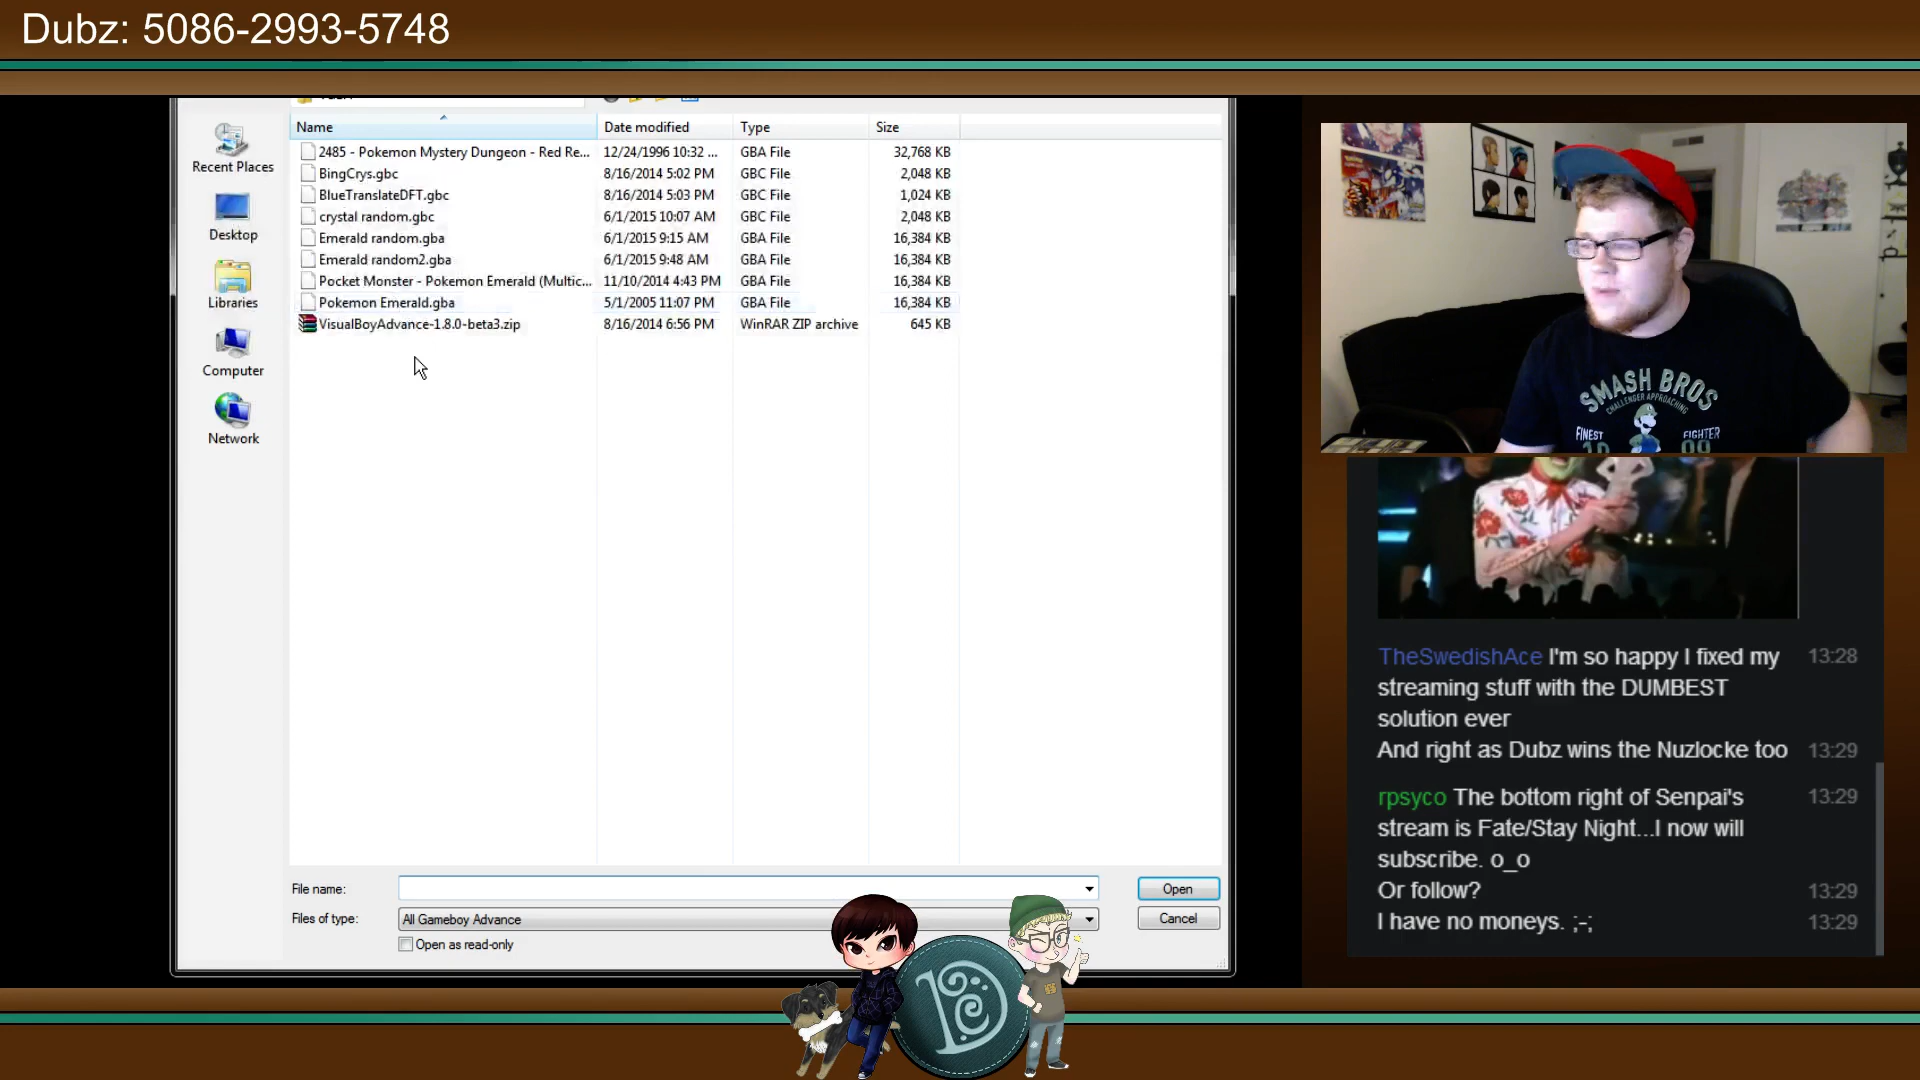 Dubz: 5086-2993-5748
Name Date modified Type Size
2485 - Pokemon Mystery Dungeon - Red Re... 12/24/1996 10:32 ... GBA File 32,768 KB
BingCrys.gbc 8/16/2014 5:02 PM GBC File 2,048 KB
BlueTranslateDFT.gbc 8/16/2014 5:03 PM GBC File 1,024 KB
crystal random.gbc 6/1/2015 10:07 AM GBC File 2,048 KB
Emerald random.gba 6/1/2015 9:15 AM GBA File 16,384 KB
Emerald random2.gba 6/1/2015 9:48 AM GBA File 16,384 KB
Pocket Monster - Pokemon Emerald (Multic... 11/10/2014 4:43 PM GBA File 16,384 KB
Pokemon Emerald.gba 5/1/2005 11:07 PM GBA File 16,384 KB
VisualBoyAdvance-1.8.0-beta3.zip 8/16/2014 6:56 PM WinRAR ZIP archive 645 KB
Recent Places
Desktop
Libraries
Computer
Network
File name: Open
Files of type: All Gameboy Advance Cancel
Open as read-only
SMASH BROS
CHALLENGER APPROACHING
FINEST FIGHTER
TheSwedishAce I'm so happy I fixed my 13:28
streaming stuff with the DUMBEST
solution ever
And right as Dubz wins the Nuzlocke too 13:29
rpsyco The bottom right of Senpai's 13:29
stream is Fate/Stay Night...I now will
subscribe. o_o
Or follow? 13:29
I have no moneys. ;-; 13:29
D